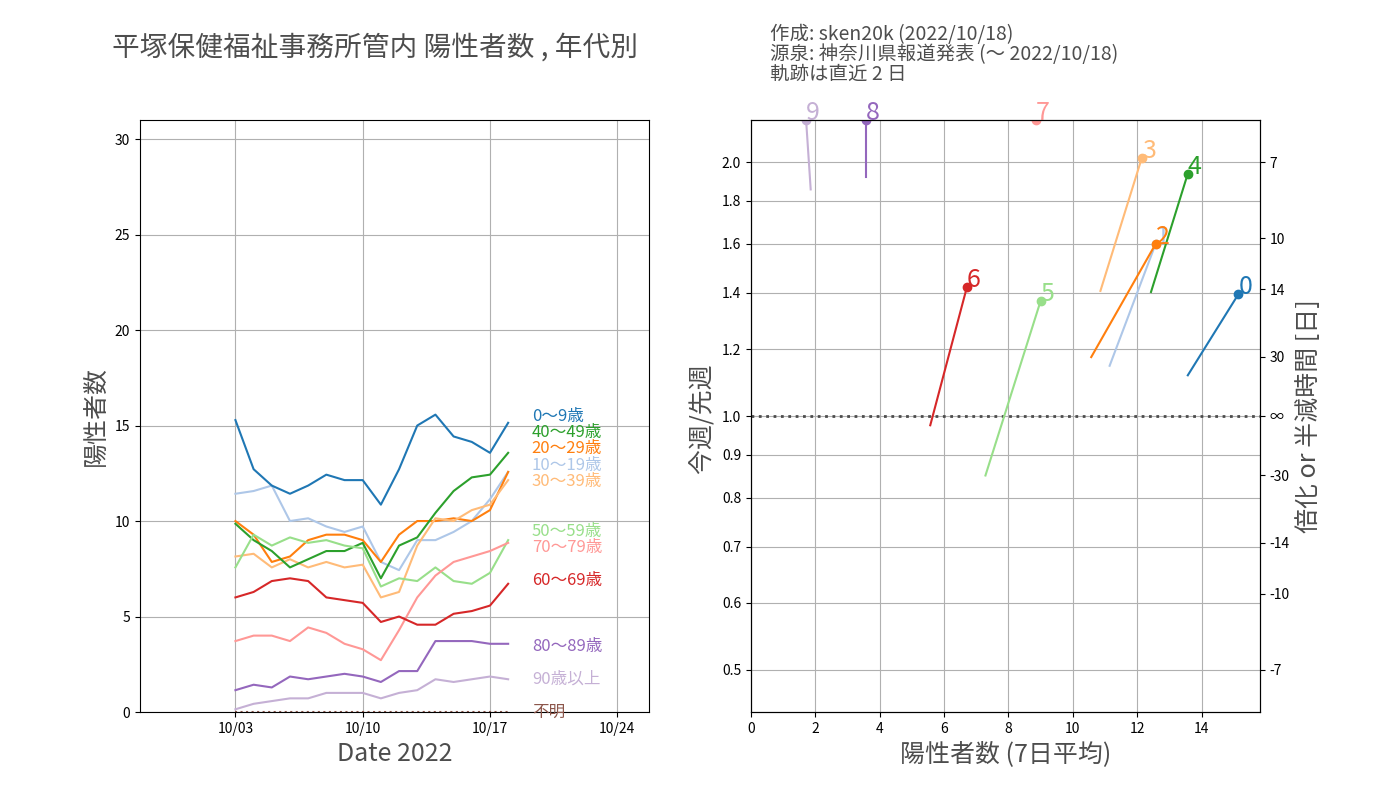 平塚保健福祉事務所管内 陽性者数 , 年代別
作成: sken20k (2022/10/18)
源泉: 神奈川県報道発表 (〜 2022/10/18)
軌跡は直近 2 日
陽性者数
30
25
20
15
10
5
0
10/03
10/10
10/17
10/24
Date 2022
0〜9歳
40〜49歳
20〜29歳
10〜19歳
30〜39歳
50〜59歳
70〜79歳
60〜69歳
80〜89歳
90歳以上
不明
今週/先週
2.0
1.8
1.6
1.4
1.2
1.0
0.9
0.8
0.7
0.6
0.5
9
8
7
3
4
2
6
5
0
0
2
4
6
8
10
12
14
陽性者数 (7日平均)
7
10
14
30
∞
-30
-14
-10
-7
倍化 or 半減時間 [日]